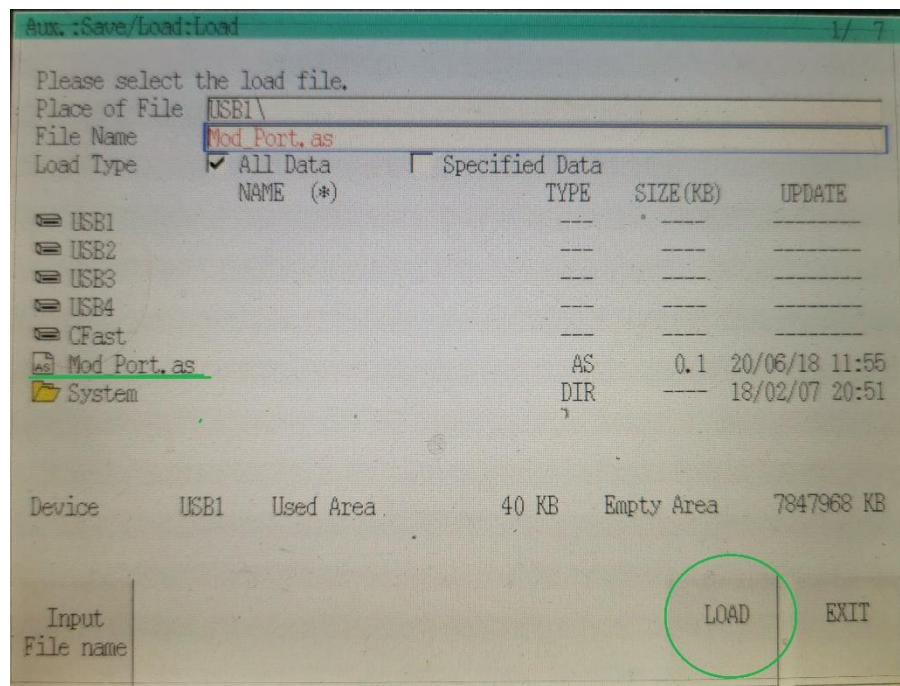 Aux.:Save/Load:Load 1/ 7
Please select the load file.
Place of File USB1\
File Name Mod_Port.as
Load Type All Data Specified Data
NAME (*) TYPE SIZE(KB) UPDATE
USB1 --- ---- --------
USB2 --- ---- --------
USB3 --- ---- --------
USB4 --- ---- --------
CFast --- ---- --------
AS Mod_Port.as AS 0.1 20/06/18 11:55
System DIR ---- 18/02/07 20:51
Device USB1 Used Area 40 KB Empty Area 7847968 KB
Input
File name
LOAD
EXIT